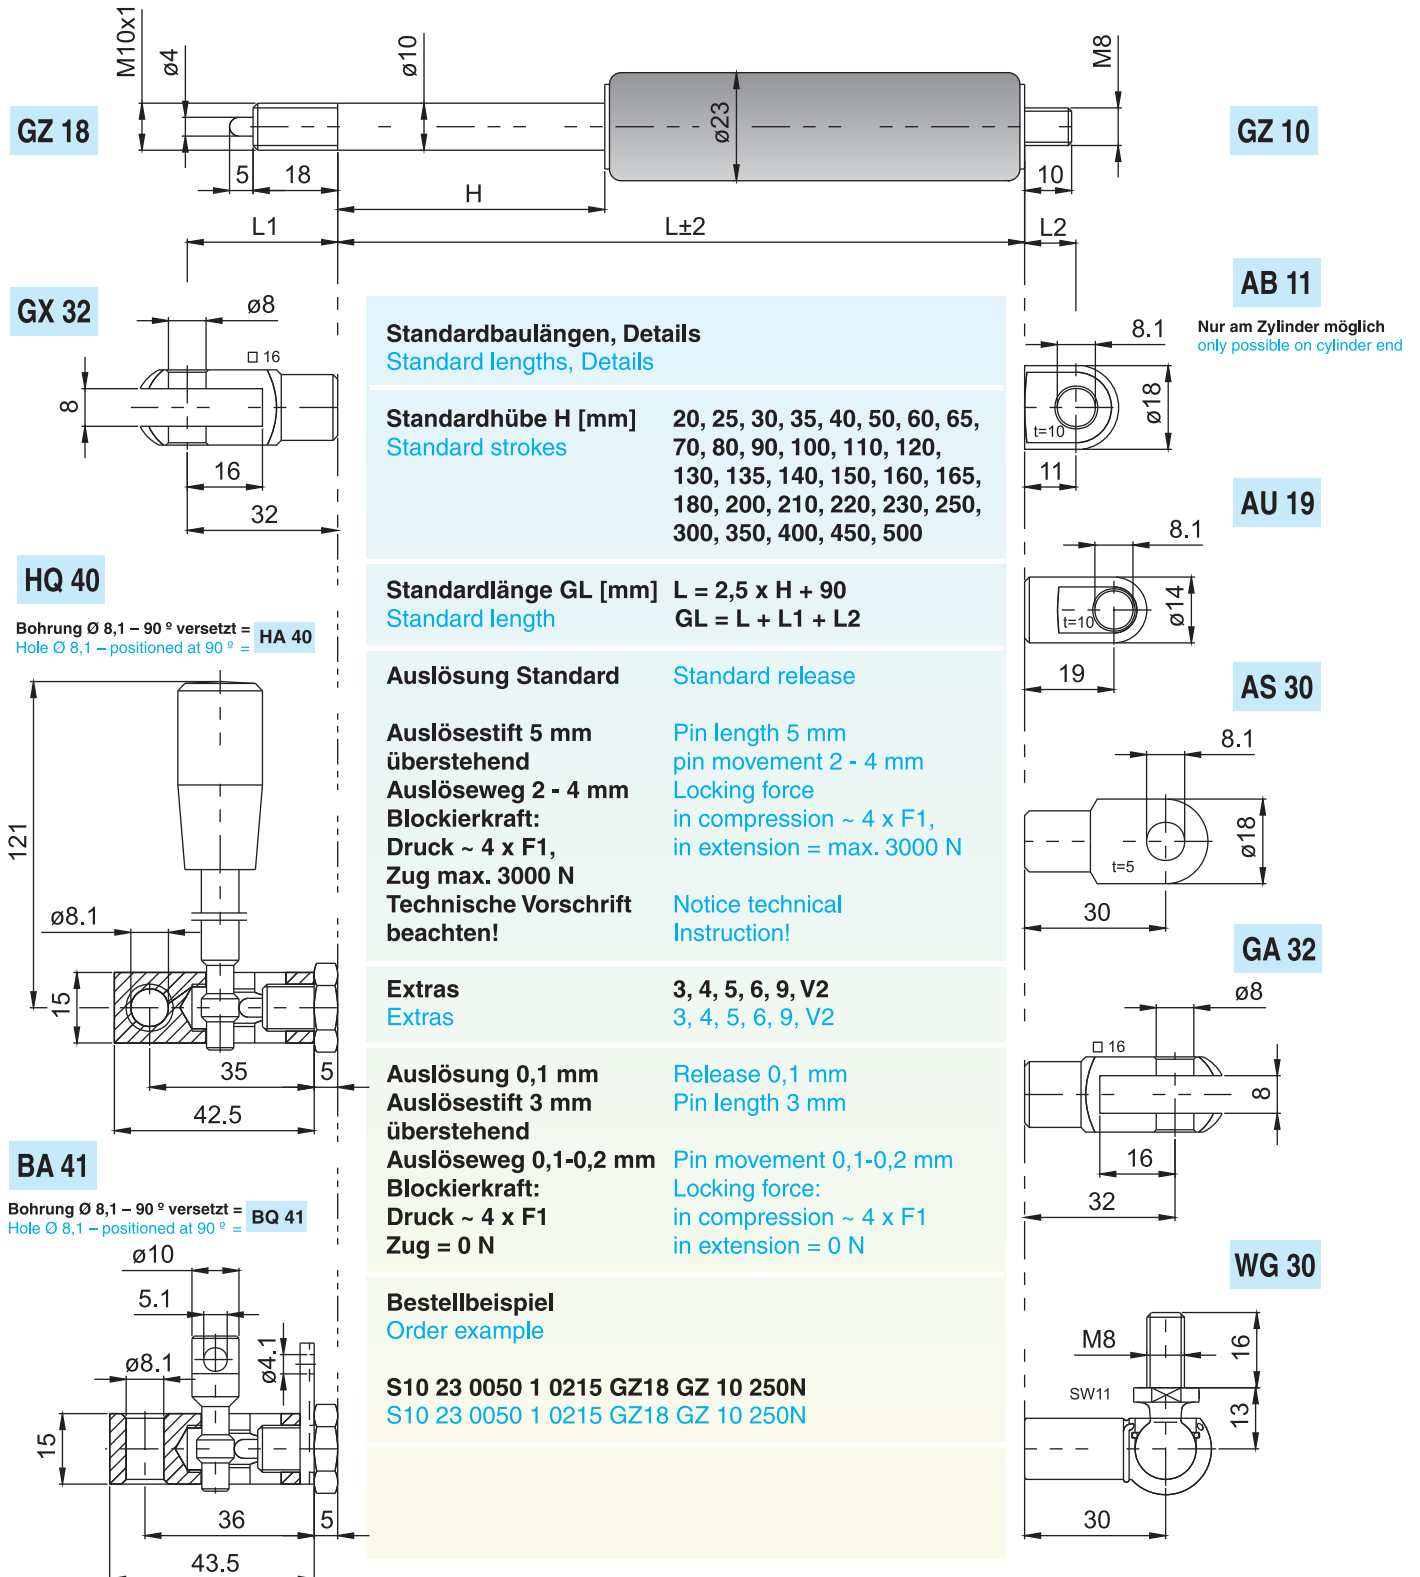 M10x1
ø4
ø10
ø23
M8
GZ 18
GZ 10
5
18
H
10
L1
L±2
L2
GX 32
ø8
□ 16
8
16
32
AB 11
Nur am Zylinder möglich
only possible on cylinder end
8.1
ø18
t=10
11
Standardbaulängen, Details
Standard lengths, Details
Standardhübe H [mm] 20, 25, 30, 35, 40, 50, 60, 65,
Standard strokes 70, 80, 90, 100, 110, 120,
130, 135, 140, 150, 160, 165,
180, 200, 210, 220, 230, 250,
300, 350, 400, 450, 500
Standardlänge GL [mm] L = 2,5 x H + 90
Standard length GL = L + L1 + L2
Auslösung Standard Standard release
Auslösestift 5 mm Pin length 5 mm
überstehend pin movement 2 - 4 mm
Auslöseweg 2 - 4 mm Locking force
Blockierkraft: in compression ~ 4 x F1,
Druck ~ 4 x F1, in extension = max. 3000 N
Zug max. 3000 N
Technische Vorschrift Notice technical
beachten! Instruction!
Extras 3, 4, 5, 6, 9, V2
Extras 3, 4, 5, 6, 9, V2
Auslösung 0,1 mm Release 0,1 mm
Auslösestift 3 mm Pin length 3 mm
überstehend
Auslöseweg 0,1-0,2 mm Pin movement 0,1-0,2 mm
Blockierkraft: Locking force:
Druck ~ 4 x F1 in compression ~ 4 x F1
Zug = 0 N in extension = 0 N
Bestellbeispiel
Order example
S10 23 0050 1 0215 GZ18 GZ 10 250N
S10 23 0050 1 0215 GZ18 GZ 10 250N
HQ 40
Bohrung Ø 8,1 – 90 º versetzt = HA 40
Hole Ø 8,1 – positioned at 90 º =
121
ø8.1
15
35
5
42.5
BA 41
Bohrung Ø 8,1 – 90 º versetzt = BQ 41
Hole Ø 8,1 – positioned at 90 º =
ø10
5.1
ø8.1
ø4.1
15
36
5
43.5
AU 19
8.1
ø14
t=10
19
AS 30
8.1
ø18
t=5
30
GA 32
ø8
□ 16
8
16
32
WG 30
M8
16
SW11
13
30